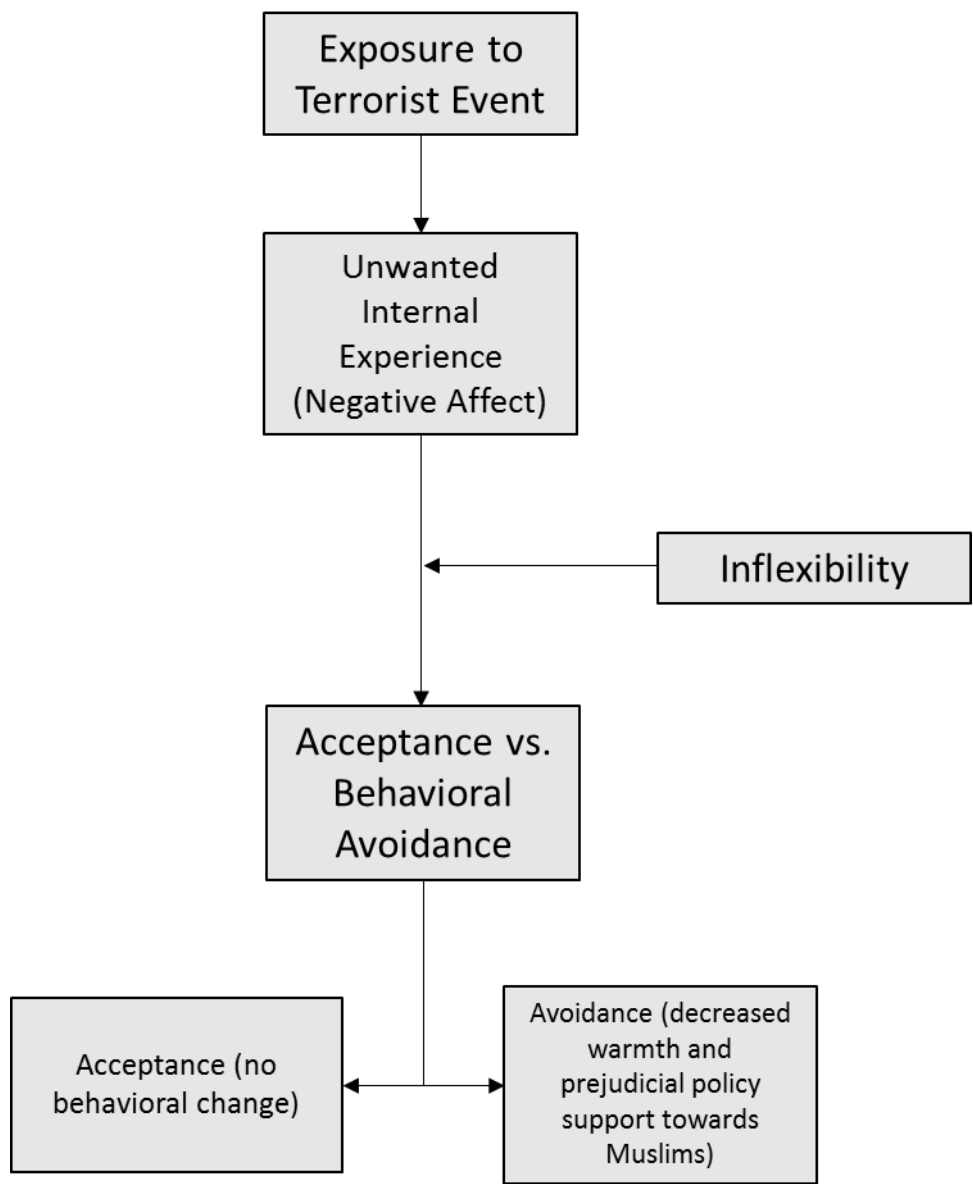 Exposure to
Terrorist Event
Unwanted
Internal
Experience
(Negative Affect)
Inflexibility
Acceptance vs.
Behavioral
Avoidance
Acceptance (no
behavioral change)
Avoidance (decreased
warmth and
prejudicial policy
support towards
Muslims)